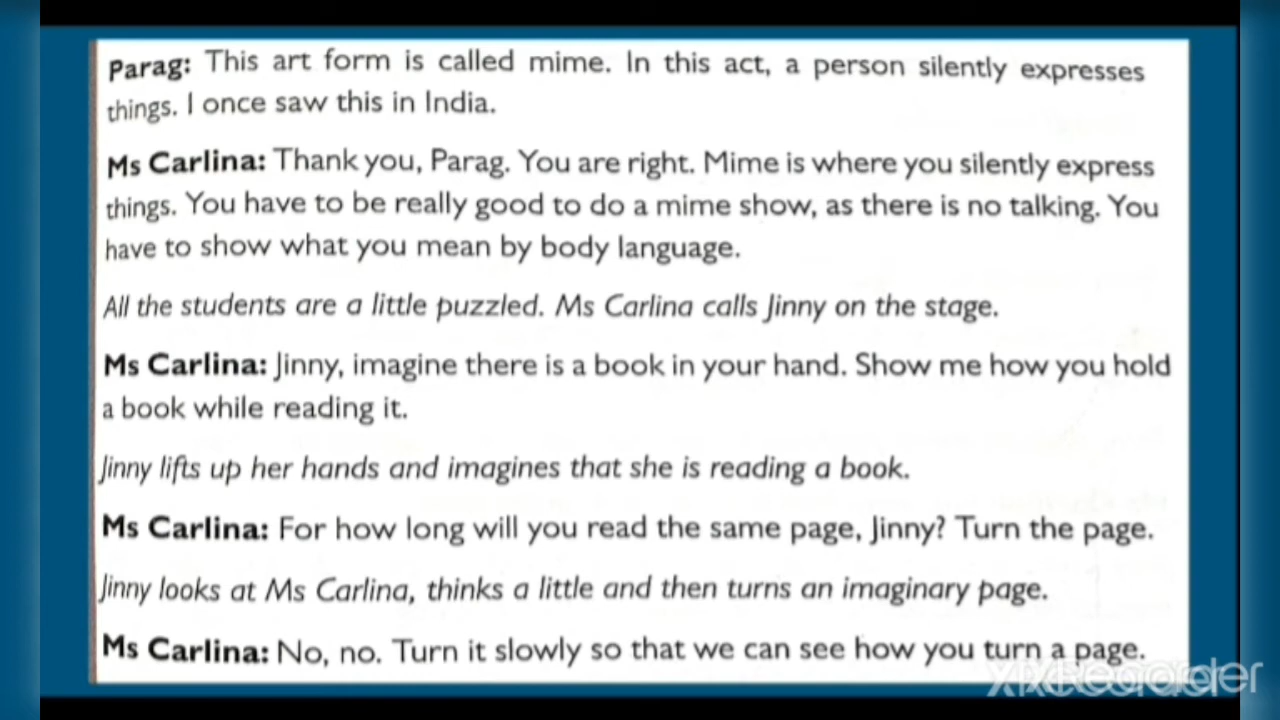 Parag: This art form is called mime. In this act, a person silently expresses
things. I once saw this in India.
Ms Carlina: Thank you, Parag. You are right. Mime is where you silently express
things. You have to be really good to do a mime show, as there is no talking. You
have to show what you mean by body language.
All the students are a little puzzled. Ms Carlina calls Jinny on the stage.
Ms Carlina: Jinny, imagine there is a book in your hand. Show me how you hold
a book while reading it.
Jinny lifts up her hands and imagines that she is reading a book.
Ms Carlina: For how long will you read the same page, Jinny? Turn the page.
Jinny looks at Ms Carlina, thinks a little and then turns an imaginary page.
Ms Carlina: No, no. Turn it slowly so that we can see how you turn a page.